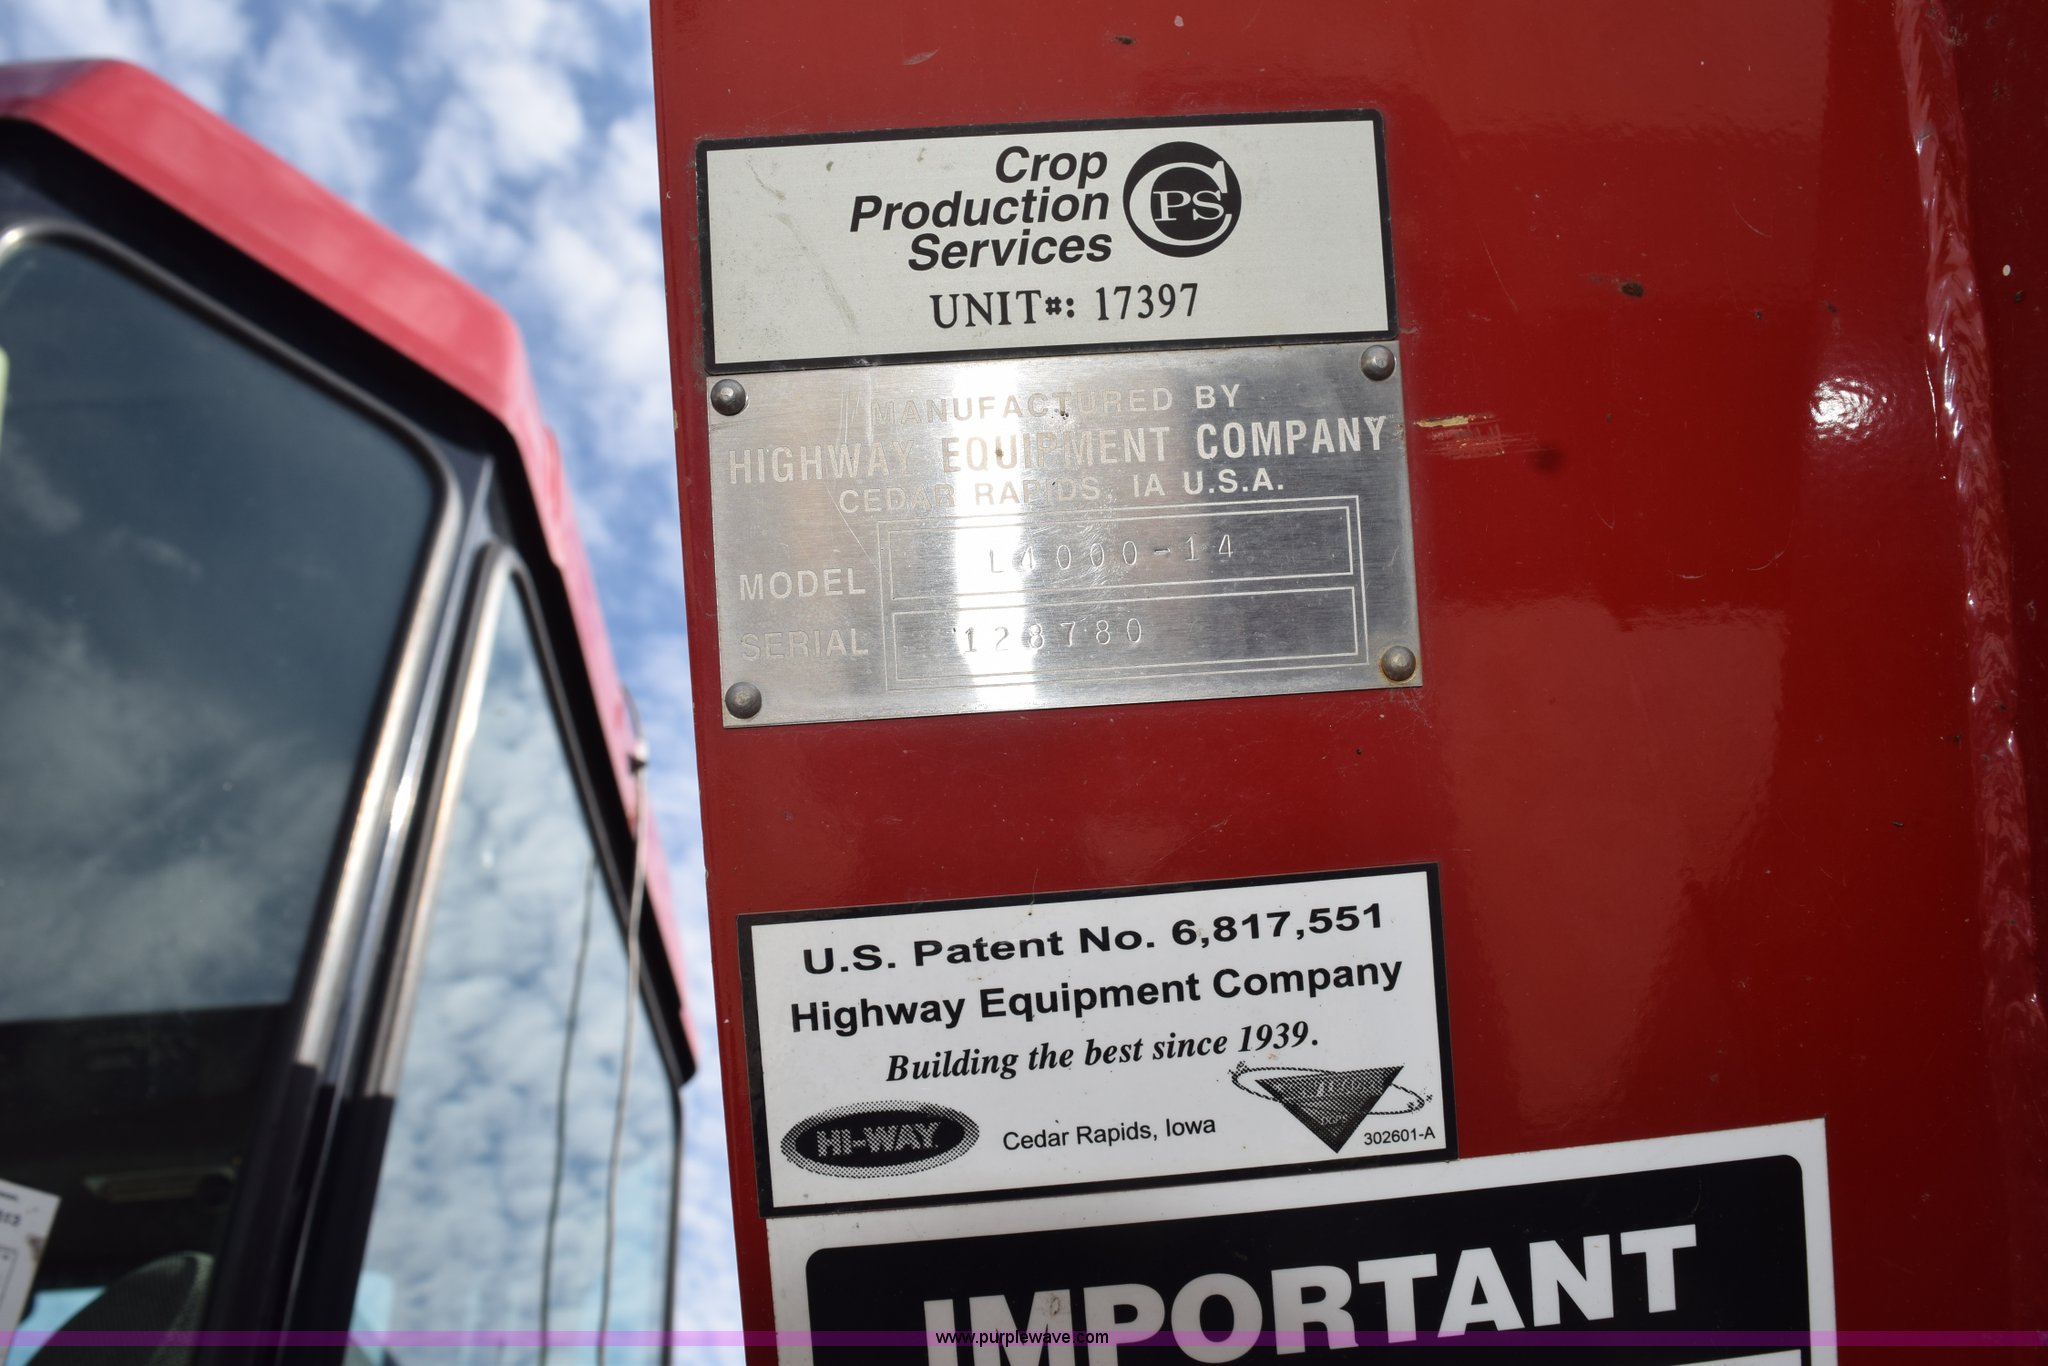 Crop
Production
Services
CPS
UNIT#: 17397
MANUFACTURED BY
HIGHWAY EQUIPMENT COMPANY
CEDAR RAPIDS, IA U.S.A.
MODEL L4000-14
SERIAL 128780
U.S. Patent No. 6,817,551
Highway Equipment Company
Building the best since 1939.
HI-WAY
Cedar Rapids, Iowa
302601-A
IMPORTANT
www.purplewave.com